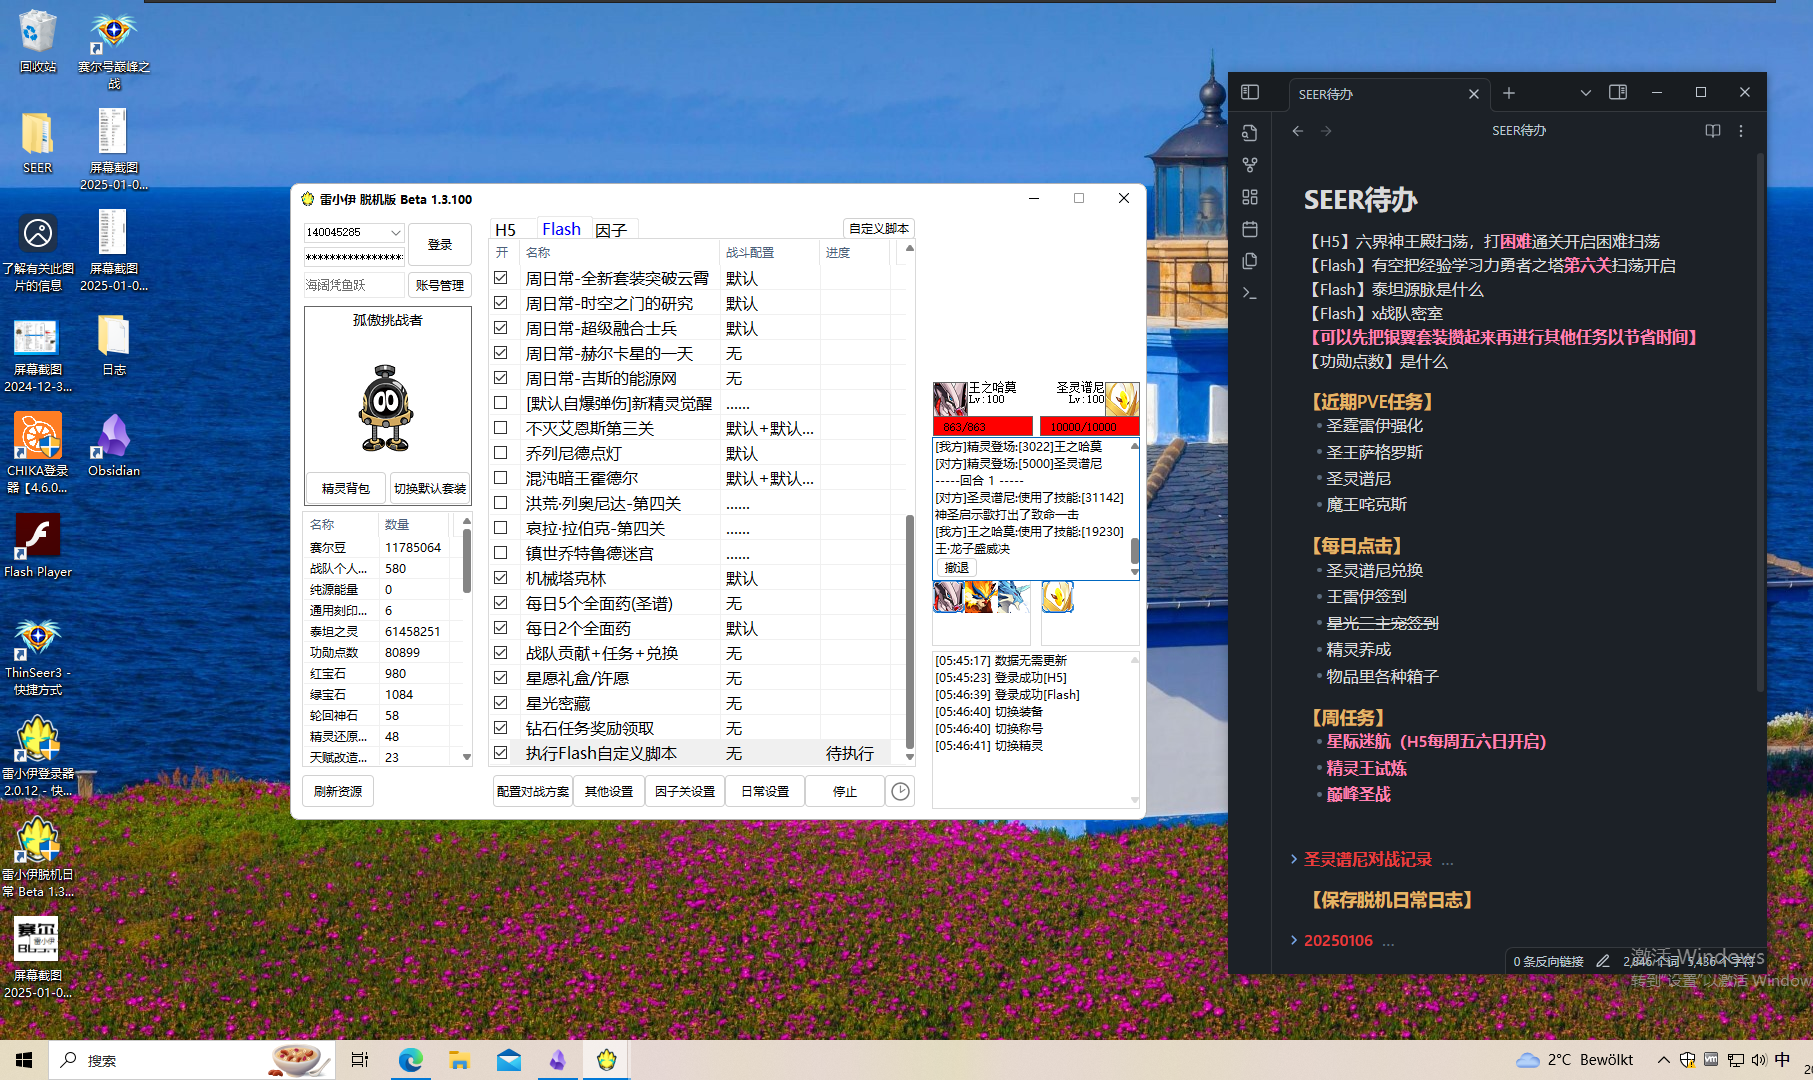 回收站
赛尔号巅峰之
战
SEER
屏幕截图
2025-01-0...
了解有关此图
片的信息
屏幕截图
2025-01-0...
屏幕截图
2024-12-3...
日志
CHIKA登录
器【4.6.0...
Obsidian
Flash Player
ThinSeer3 -
快捷方式
雷小伊登录器
2.0.12 - 快...
雷小伊脱机日
常 Beta 1.3...
赛尔
雷小伊
屏幕截图
2025-01-0...
雷小伊 脱机版 Beta 1.3.100
140045285
登录
****************
海阔凭鱼跃
账号管理
孤傲挑战者
精灵背包
切换默认套装
名称 数量
赛尔豆 11785064
战队个人... 580
纯源能量 0
通用刻印... 6
泰坦之灵 61458251
功勋点数 80899
红宝石 980
绿宝石 1084
轮回神石 58
精灵还原... 48
天赋改造... 23
刷新资源
H5 Flash 因子
自定义脚本
开 名称 战斗配置 进度
周日常-全新套装突破云霄 默认
周日常-时空之门的研究 默认
周日常-超级融合士兵 默认
周日常-赫尔卡星的一天 无
周日常-吉斯的能源网 无
[默认自爆弹伤]新精灵觉醒 ......
不灭艾恩斯第三关 默认+默认...
乔列尼德点灯 默认
混沌暗王霍德尔 默认+默认...
洪荒·列奥尼达-第四关 ......
哀拉·拉伯克-第四关 ......
镇世乔特鲁德迷宫 ......
机械塔克林 默认
每日5个全面药(圣谱) 无
每日2个全面药 默认
战队贡献+任务+兑换 无
星愿礼盒/许愿 无
星光密藏 无
钻石任务奖励领取 无
执行Flash自定义脚本 无 待执行
配置对战方案 其他设置 因子关设置 日常设置 停止
王之哈莫
Lv:100
圣灵谱尼
Lv:100
863/863
10000/10000
[我方]精灵登场:[3022]王之哈莫
[对方]精灵登场:[5000]圣灵谱尼
-----回合 1 -----
[对方]圣灵谱尼:使用了技能:[31142]
神圣启示歌打出了致命一击
[我方]王之哈莫:使用了技能:[19230]
王·龙子盛威决
撤退
[05:45:17] 数据无需更新
[05:45:23] 登录成功[H5]
[05:46:39] 登录成功[Flash]
[05:46:40] 切换装备
[05:46:40] 切换称号
[05:46:41] 切换精灵
SEER待办
SEER待办
SEER待办
【H5】六界神王殿扫荡，打困难通关开启困难扫荡
【Flash】有空把经验学习力勇者之塔第六关扫荡开启
【Flash】泰坦源脉是什么
【Flash】x战队密室
【可以先把银翼套装攒起来再进行其他任务以节省时间】
【功勋点数】是什么
【近期PVE任务】
圣霆雷伊强化
圣王萨格罗斯
圣灵谱尼
魔王咤克斯
【每日点击】
圣灵谱尼兑换
王雷伊签到
星光三主宠签到
精灵养成
物品里各种箱子
【周任务】
星际迷航（H5每周五六日开启）
精灵王试炼
巅峰圣战
圣灵谱尼对战记录 ...
【保存脱机日常日志】
20250106 ...
0 条反向链接
激活 Windows
转到"设置"以激活 Window
搜索
2°C Bewölkt
中